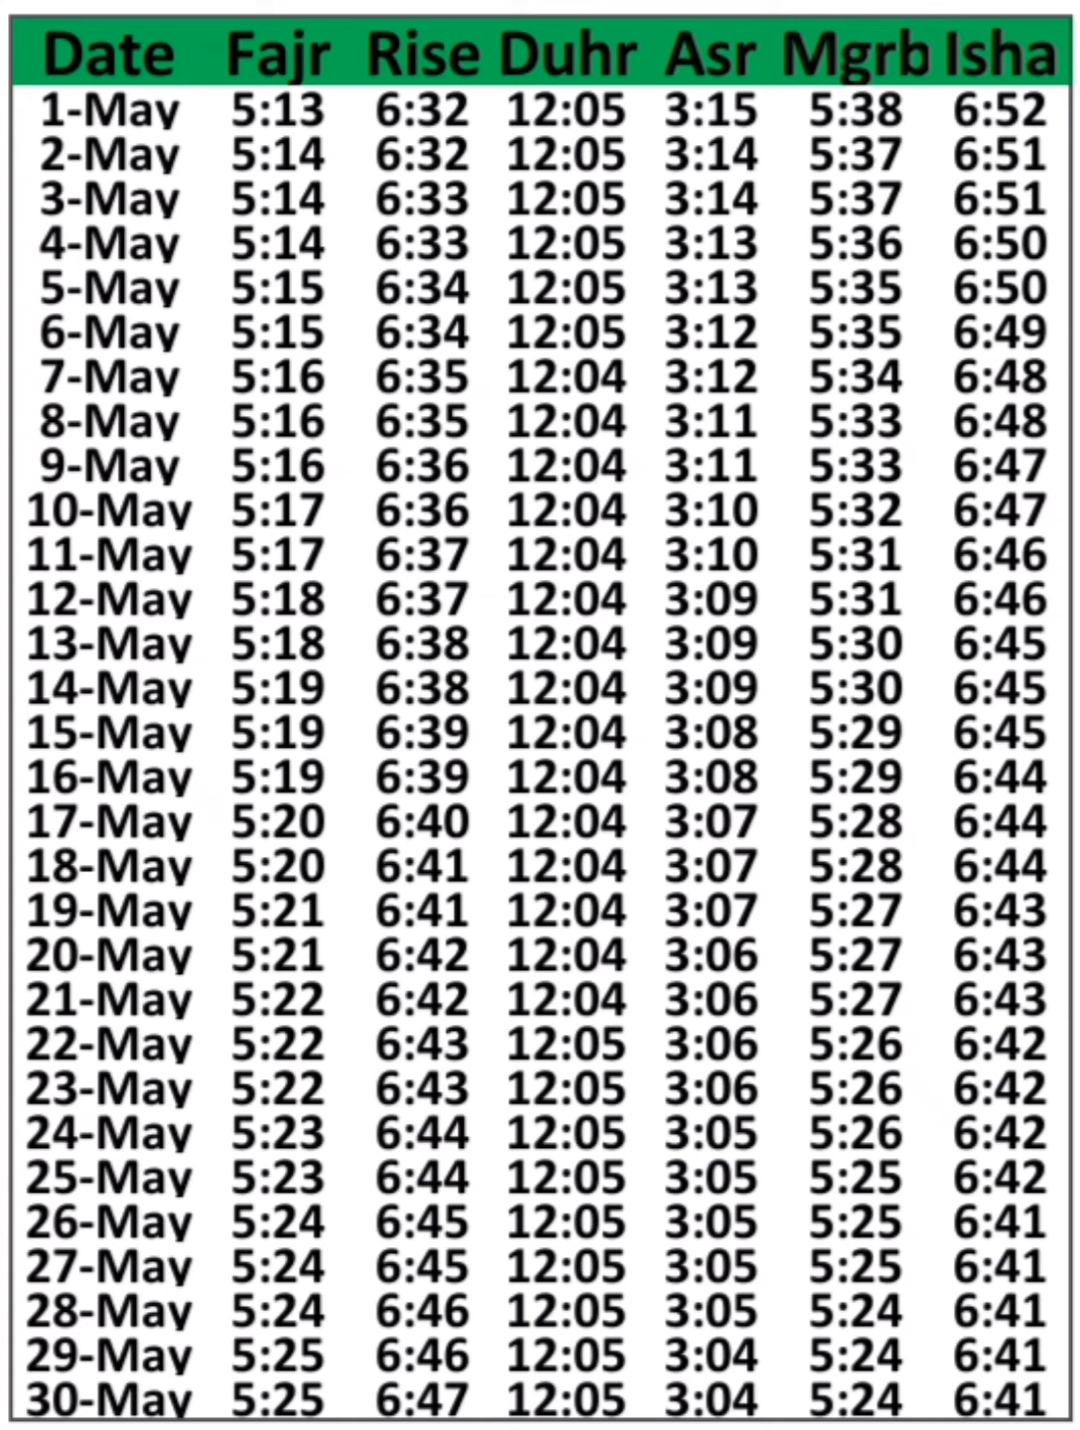 Date Fajr Rise Duhr Asr Mgrb Isha
1-May 5:13 6:32 12:05 3:15 5:38 6:52
2-May 5:14 6:32 12:05 3:14 5:37 6:51
3-May 5:14 6:33 12:05 3:14 5:37 6:51
4-May 5:14 6:33 12:05 3:13 5:36 6:50
5-May 5:15 6:34 12:05 3:13 5:35 6:50
6-May 5:15 6:34 12:05 3:12 5:35 6:49
7-May 5:16 6:35 12:04 3:12 5:34 6:48
8-May 5:16 6:35 12:04 3:11 5:33 6:48
9-May 5:16 6:36 12:04 3:11 5:33 6:47
10-May 5:17 6:36 12:04 3:10 5:32 6:47
11-May 5:17 6:37 12:04 3:10 5:31 6:46
12-May 5:18 6:37 12:04 3:09 5:31 6:46
13-May 5:18 6:38 12:04 3:09 5:30 6:45
14-May 5:19 6:38 12:04 3:09 5:30 6:45
15-May 5:19 6:39 12:04 3:08 5:29 6:45
16-May 5:19 6:39 12:04 3:08 5:29 6:44
17-May 5:20 6:40 12:04 3:07 5:28 6:44
18-May 5:20 6:41 12:04 3:07 5:28 6:44
19-May 5:21 6:41 12:04 3:07 5:27 6:43
20-May 5:21 6:42 12:04 3:06 5:27 6:43
21-May 5:22 6:42 12:04 3:06 5:27 6:43
22-May 5:22 6:43 12:05 3:06 5:26 6:42
23-May 5:22 6:43 12:05 3:06 5:26 6:42
24-May 5:23 6:44 12:05 3:05 5:26 6:42
25-May 5:23 6:44 12:05 3:05 5:25 6:42
26-May 5:24 6:45 12:05 3:05 5:25 6:41
27-May 5:24 6:45 12:05 3:05 5:25 6:41
28-May 5:24 6:46 12:05 3:05 5:24 6:41
29-May 5:25 6:46 12:05 3:04 5:24 6:41
30-May 5:25 6:47 12:05 3:04 5:24 6:41